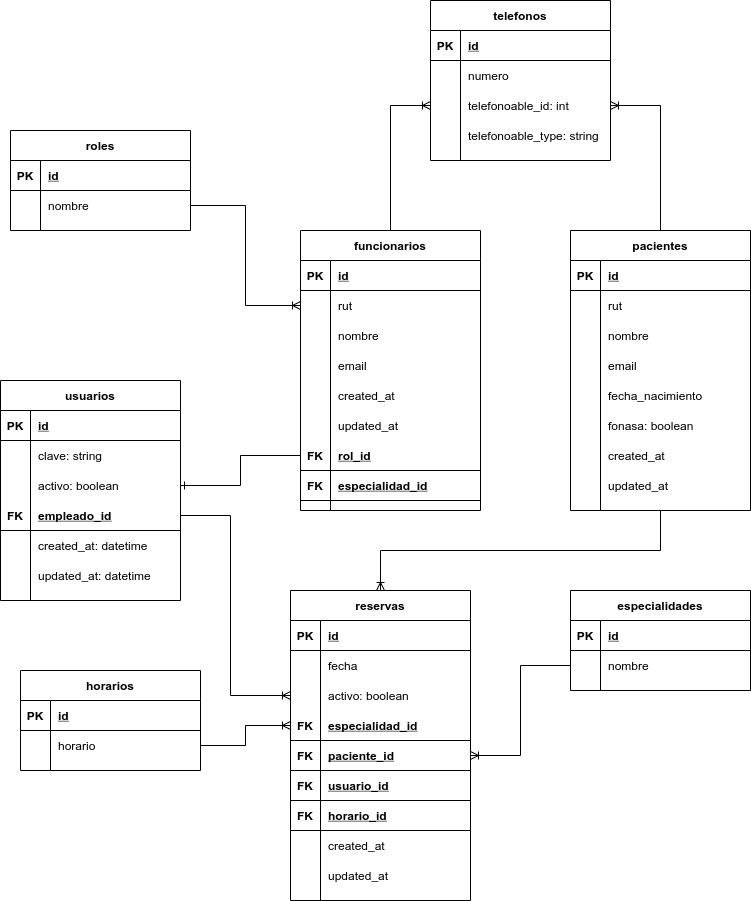 telefonos
PK id
numero
telefonoable_id: int
telefonoable_type: string
roles
PK id
nombre
funcionarios
PK id
rut
nombre
email
created_at
updated_at
FK rol_id
FK especialidad_id
pacientes
PK id
rut
nombre
email
fecha_nacimiento
fonasa: boolean
created_at
updated_at
usuarios
PK id
clave: string
activo: boolean
FK empleado_id
created_at: datetime
updated_at: datetime
reservas
PK id
fecha
activo: boolean
FK especialidad_id
FK paciente_id
FK usuario_id
FK horario_id
created_at
updated_at
especialidades
PK id
nombre
horarios
PK id
horario